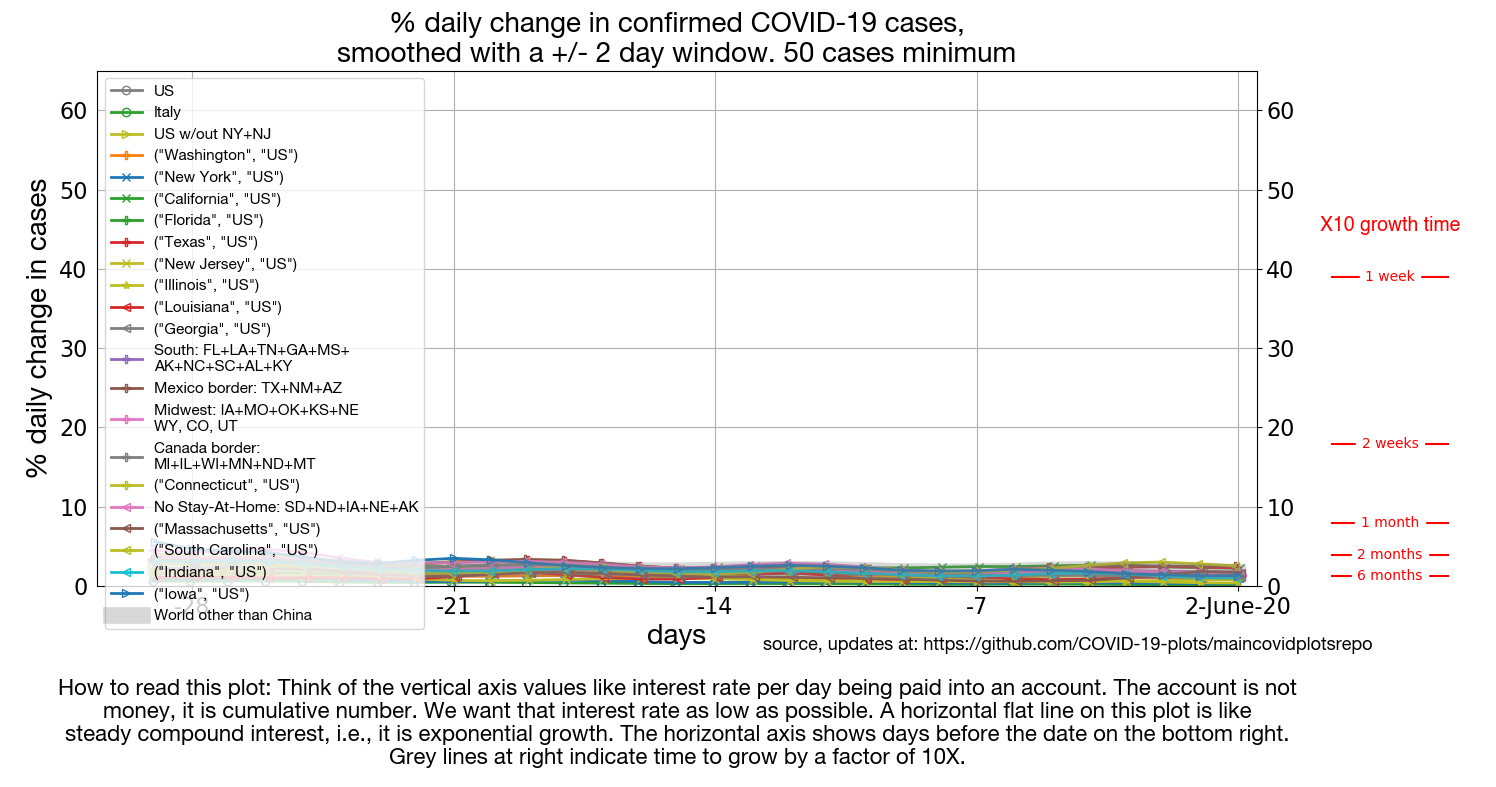 % daily change in confirmed COVID-19 cases,
smoothed with a +/- 2 day window. 50 cases minimum
% daily change in cases
60
50
40
30
20
10
0
US
Italy
US w/out NY+NJ
("Washington", "US")
("New York", "US")
("California", "US")
("Florida", "US")
("Texas", "US")
("New Jersey", "US")
("Illinois", "US")
("Louisiana", "US")
("Georgia", "US")
South: FL+LA+TN+GA+MS+
AK+NC+SC+AL+KY
Mexico border: TX+NM+AZ
Midwest: IA+MO+OK+KS+NE
WY, CO, UT
Canada border:
MI+IL+WI+MN+ND+MT
("Connecticut", "US")
No Stay-At-Home: SD+ND+IA+NE+AK
("Massachusetts", "US")
("South Carolina", "US")
("Indiana", "US")
("Iowa", "US")
World other than China
60
50
40
30
20
10
0
X10 growth time
1 week
2 weeks
1 month
2 months
6 months
-28
-21
-14
-7
2-June-20
days
source, updates at: https://github.com/COVID-19-plots/maincovidplotsrepo
How to read this plot: Think of the vertical axis values like interest rate per day being paid into an account. The account is not
money, it is cumulative number. We want that interest rate as low as possible. A horizontal flat line on this plot is like
steady compound interest, i.e., it is exponential growth. The horizontal axis shows days before the date on the bottom right.
Grey lines at right indicate time to grow by a factor of 10X.